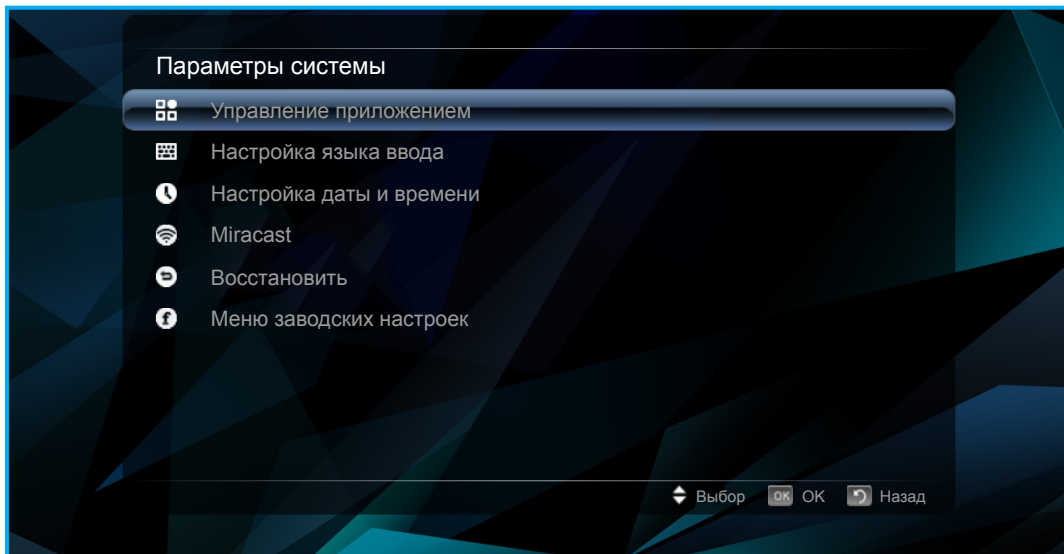 Параметры системы
Управление приложением
Настройка языка ввода
Настройка даты и времени
Miracast
Восстановить
Меню заводских настроек
Выбор OK OK Назад